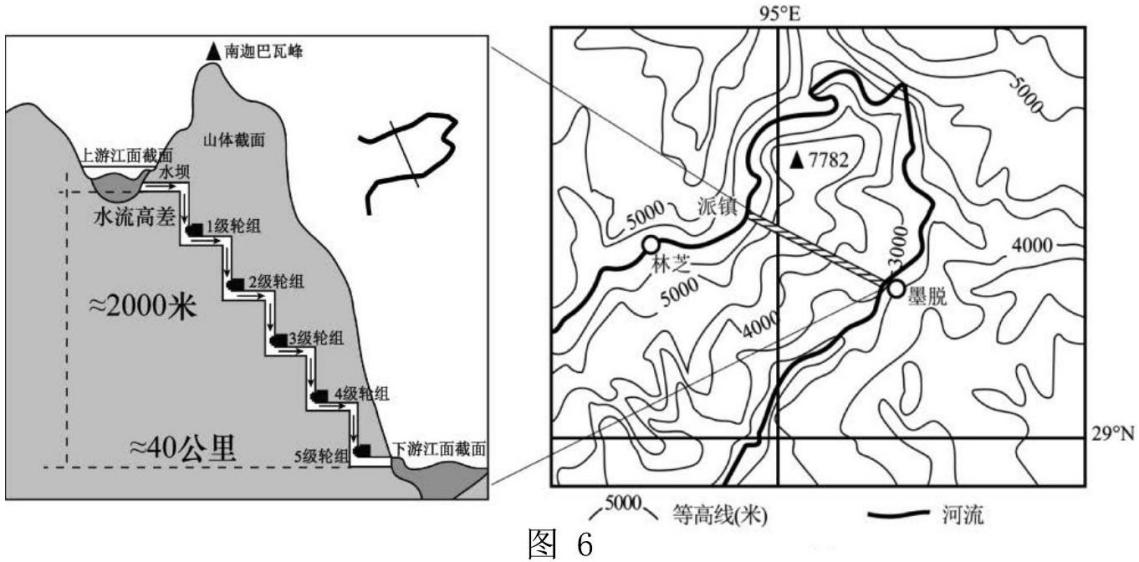 南迦巴瓦峰
山体截面
上游江面截面
水坝
水流高差
1级轮组
2级轮组
≈2000米
3级轮组
4级轮组
≈40公里
5级轮组
下游江面截面
95°E
5000
7782
派镇
5000
林芝
3000
4000
墨脱
5000
4000
29°N
5000
等高线(米)
河流
图 6